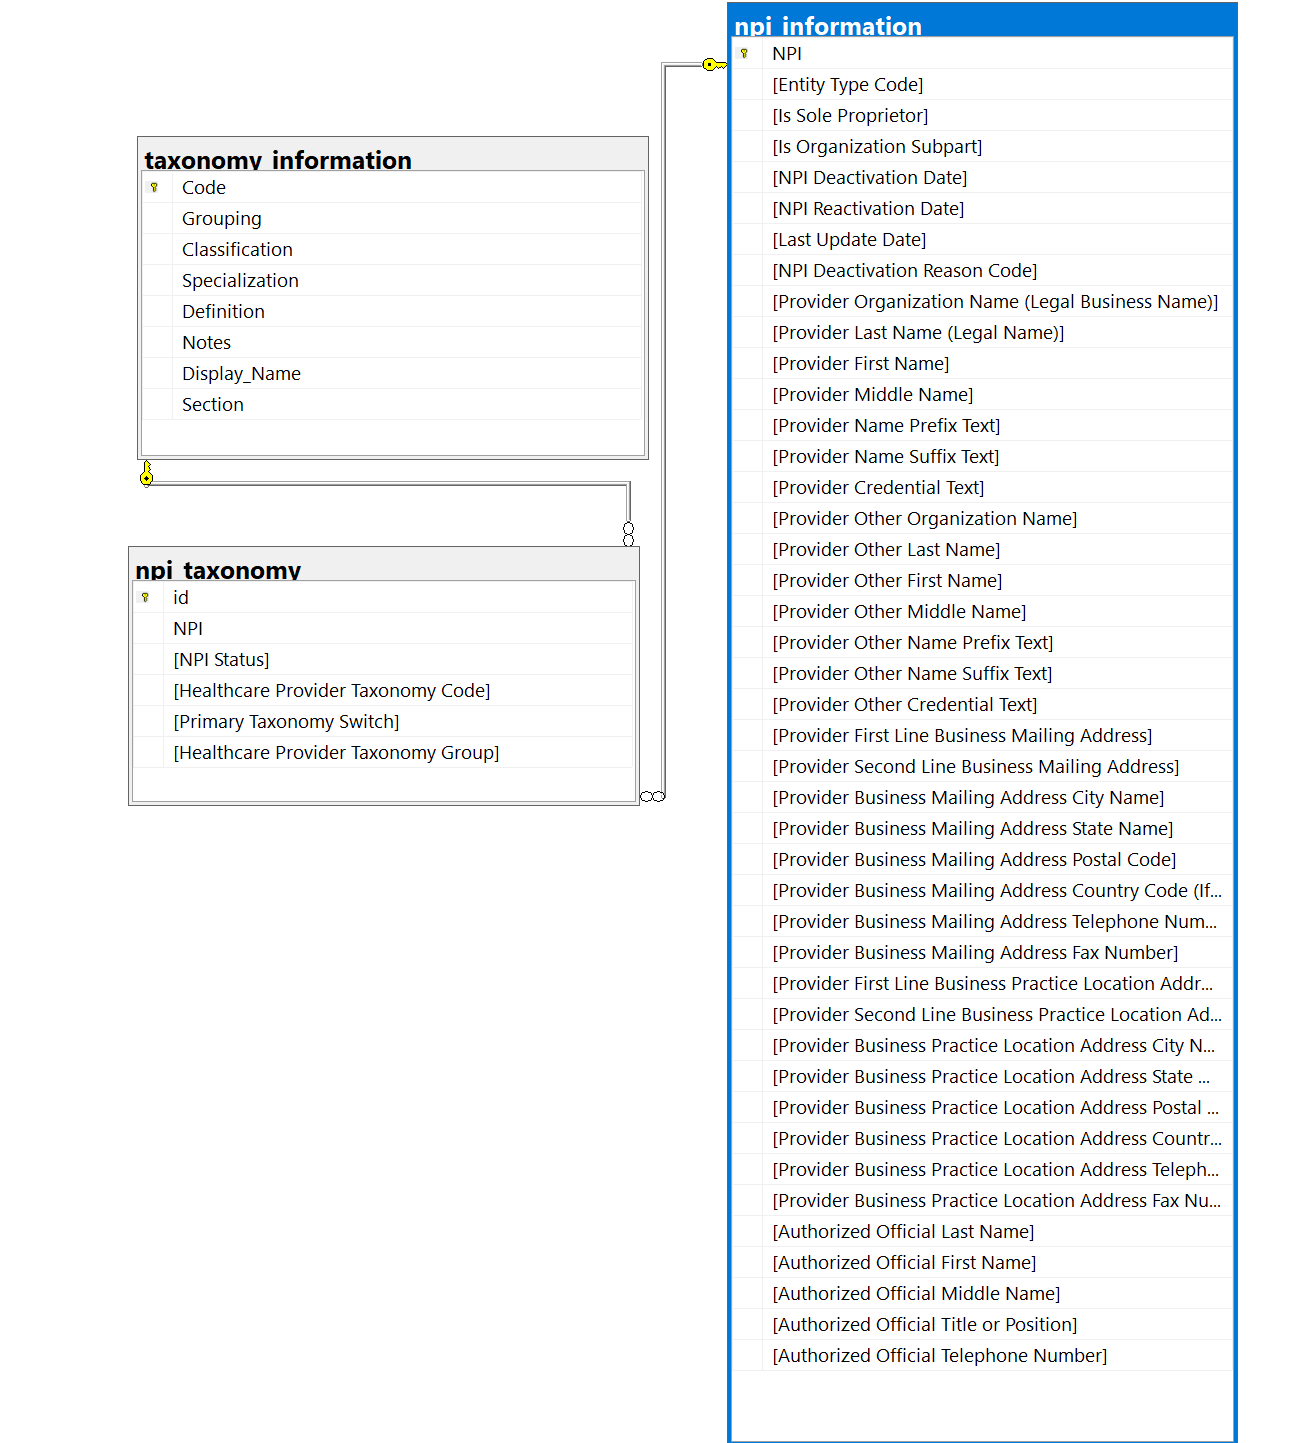 taxonomy_information
Code
Grouping
Classification
Specialization
Definition
Notes
Display_Name
Section
npi_taxonomy
id
NPI
[NPI Status]
[Healthcare Provider Taxonomy Code]
[Primary Taxonomy Switch]
[Healthcare Provider Taxonomy Group]
npi_information
NPI
[Entity Type Code]
[Is Sole Proprietor]
[Is Organization Subpart]
[NPI Deactivation Date]
[NPI Reactivation Date]
[Last Update Date]
[NPI Deactivation Reason Code]
[Provider Organization Name (Legal Business Name)]
[Provider Last Name (Legal Name)]
[Provider First Name]
[Provider Middle Name]
[Provider Name Prefix Text]
[Provider Name Suffix Text]
[Provider Credential Text]
[Provider Other Organization Name]
[Provider Other Last Name]
[Provider Other First Name]
[Provider Other Middle Name]
[Provider Other Name Prefix Text]
[Provider Other Name Suffix Text]
[Provider Other Credential Text]
[Provider First Line Business Mailing Address]
[Provider Second Line Business Mailing Address]
[Provider Business Mailing Address City Name]
[Provider Business Mailing Address State Name]
[Provider Business Mailing Address Postal Code]
[Provider Business Mailing Address Country Code (If...
[Provider Business Mailing Address Telephone Num...
[Provider Business Mailing Address Fax Number]
[Provider First Line Business Practice Location Addr...
[Provider Second Line Business Practice Location Ad...
[Provider Business Practice Location Address City N...
[Provider Business Practice Location Address State ...
[Provider Business Practice Location Address Postal ...
[Provider Business Practice Location Address Countr...
[Provider Business Practice Location Address Teleph...
[Provider Business Practice Location Address Fax Nu...
[Authorized Official Last Name]
[Authorized Official First Name]
[Authorized Official Middle Name]
[Authorized Official Title or Position]
[Authorized Official Telephone Number]